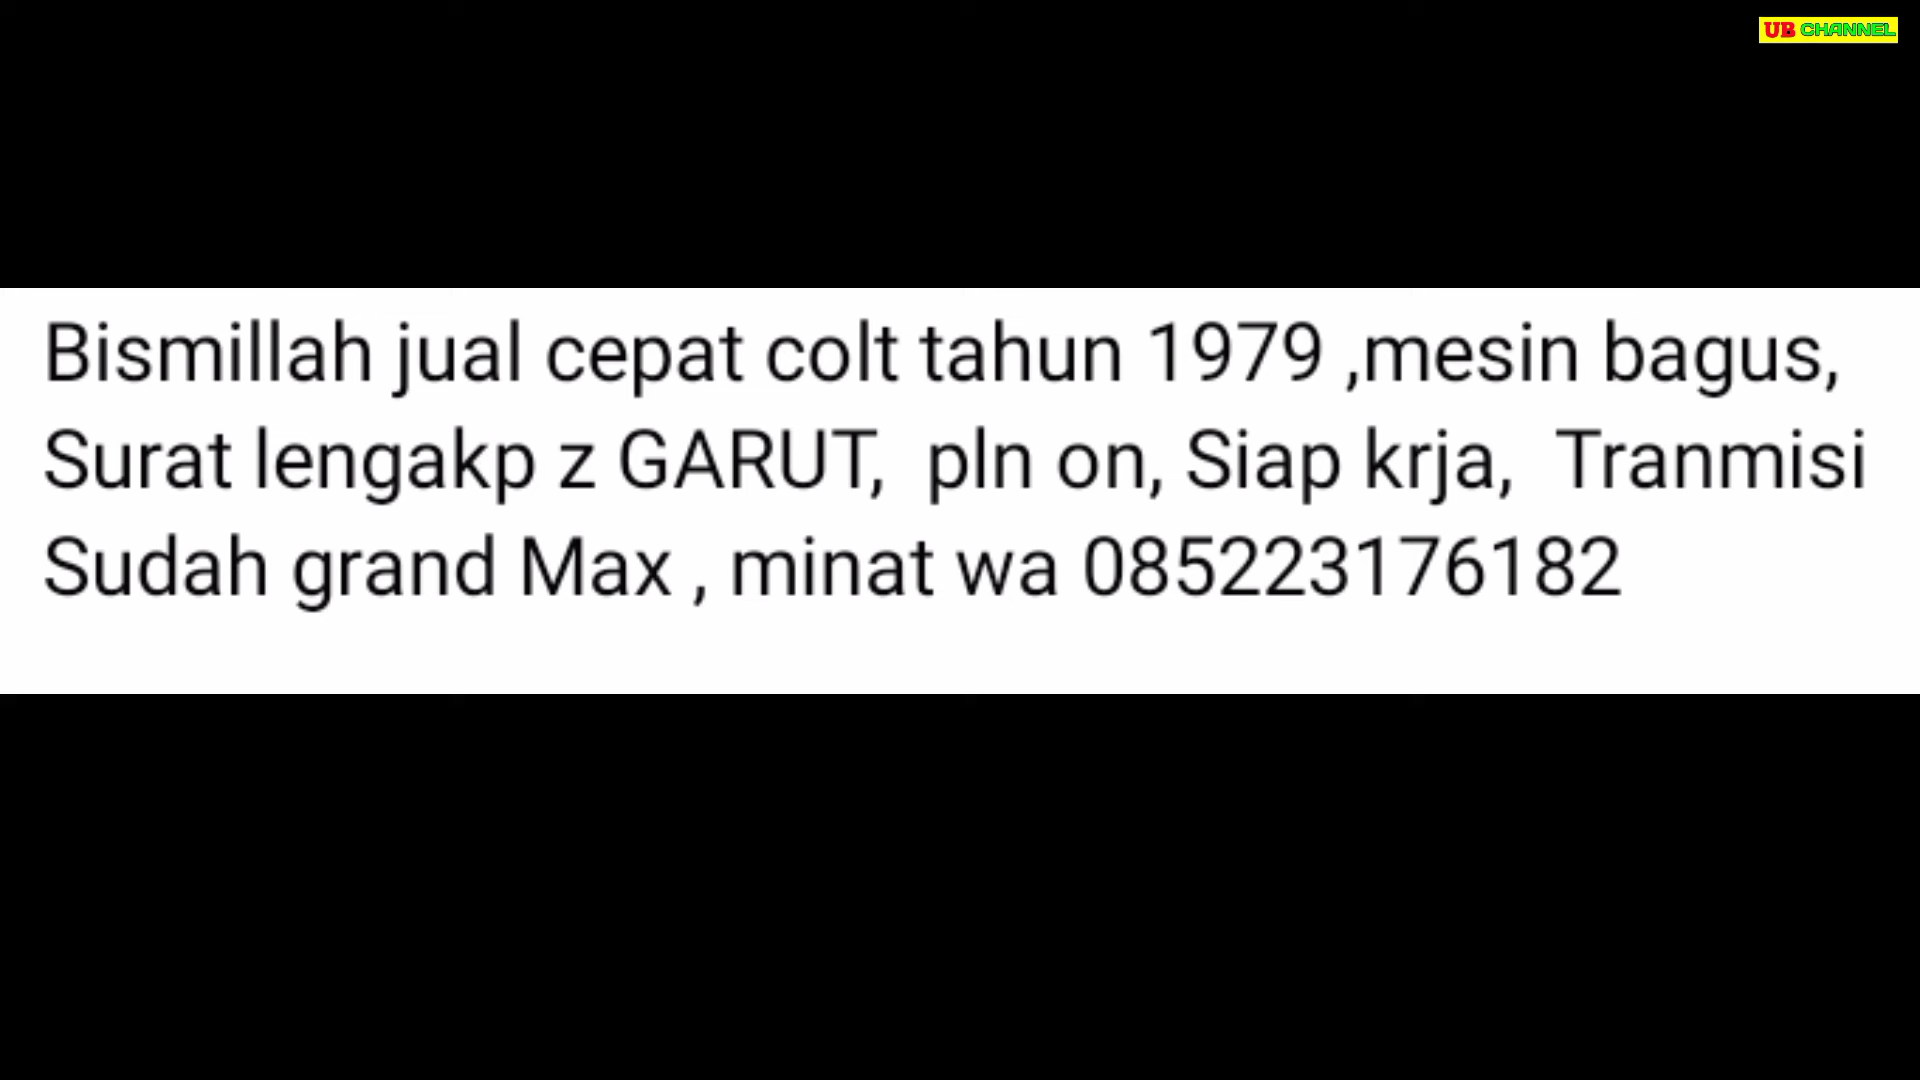 UB CHANNEL
Bismillah jual cepat colt tahun 1979 ,mesin bagus,
Surat lengakp z GARUT,  pln on, Siap krja,  Tranmisi
Sudah grand Max , minat wa 085223176182